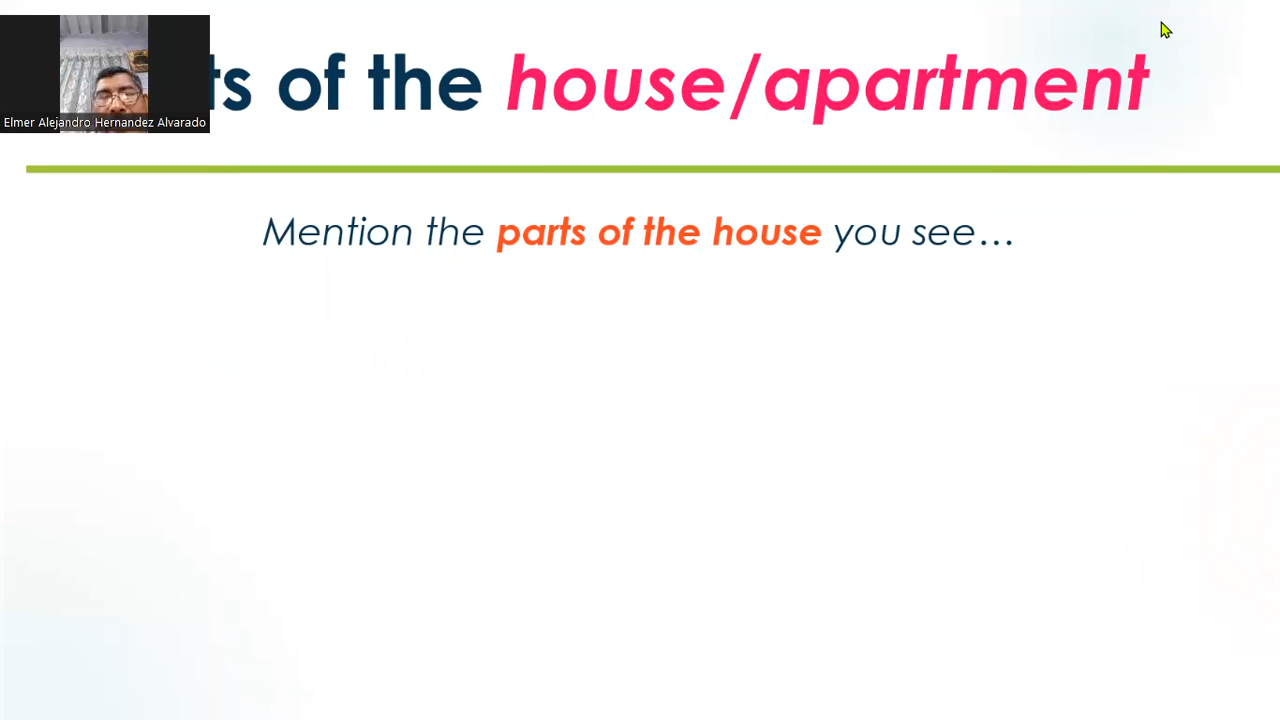 ts of the house/apartment
Elmer Alejandro Hernandez Alvarado
Mention the parts of the house you see…